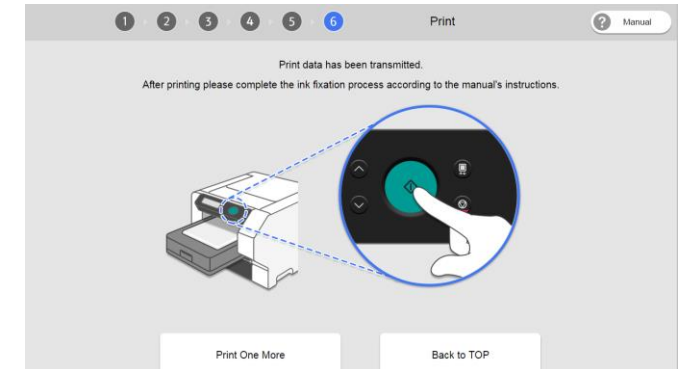 1 2 3 4 5 6 Print ? Manual
Print data has been transmitted.
After printing please complete the ink fixation process according to the manual's instructions.
Print One More Back to TOP